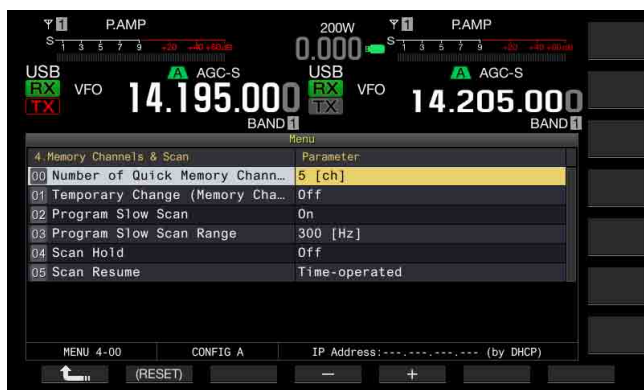 1 P.AMP 200W 1 P.AMP
S 1 3 5 7 9 +20 +40 +60dB 0.000 S 1 3 5 7 9 +20 +40 +60dB
USB A AGC-S USB A AGC-S
RX TX VFO 14.195.000 RX TX VFO 14.205.000
BAND 1 BAND 1
Menu
4.Memory Channels & Scan Parameter
00 Number of Quick Memory Chann… 5 [ch]
01 Temporary Change (Memory Cha… Off
02 Program Slow Scan On
03 Program Slow Scan Range 300 [Hz]
04 Scan Hold Off
05 Scan Resume Time-operated
MENU 4-00 CONFIG A IP Address:---.---.---.--- (by DHCP)
(RESET) − +